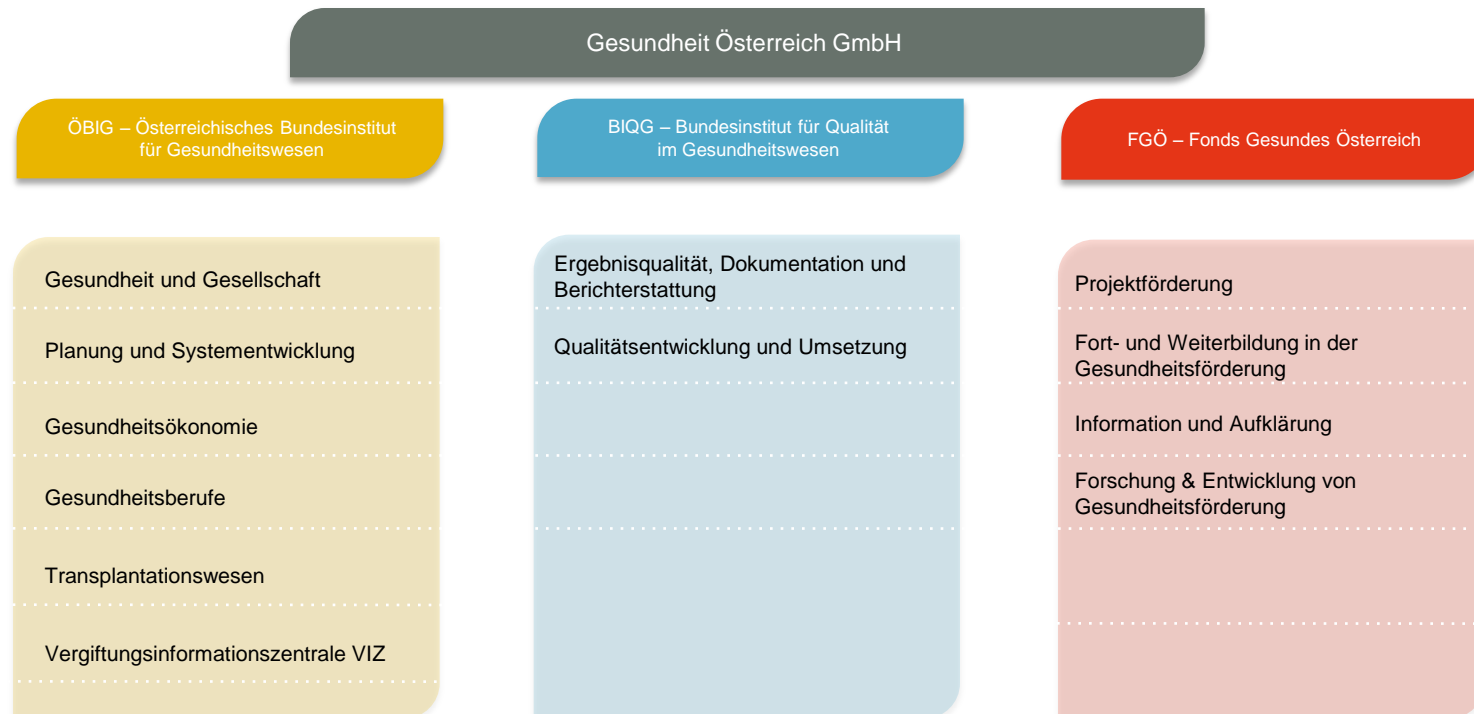 Gesundheit Österreich GmbH
ÖBIG – Österreichisches Bundesinstitut
für Gesundheitswesen
BIQG – Bundesinstitut für Qualität
im Gesundheitswesen
FGÖ – Fonds Gesundes Österreich
Gesundheit und Gesellschaft
Planung und Systementwicklung
Gesundheitsökonomie
Gesundheitsberufe
Transplantationswesen
Vergiftungsinformationszentrale VIZ
Ergebnisqualität, Dokumentation und
Berichterstattung
Qualitätsentwicklung und Umsetzung
Projektförderung
Fort- und Weiterbildung in der
Gesundheitsförderung
Information und Aufklärung
Forschung & Entwicklung von
Gesundheitsförderung